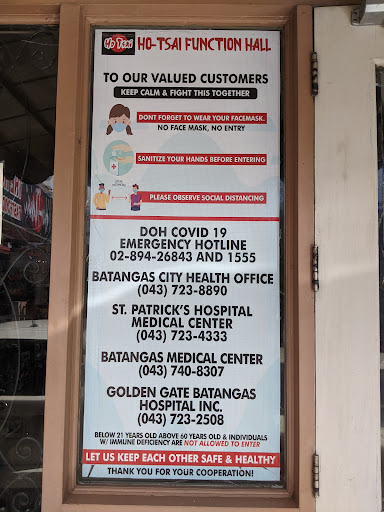 Ho Tsai
HO-TSAI FUNCTION HALL
TO OUR VALUED CUSTOMERS
KEEP CALM & FIGHT THIS TOGETHER
DONT FORGET TO WEAR YOUR FACEMASK.
NO FACE MASK, NO ENTRY
SANITIZE YOUR HANDS BEFORE ENTERING
PLEASE OBSERVE SOCIAL DISTANCING
DOH COVID 19
EMERGENCY HOTLINE
02-894-26843 AND 1555
BATANGAS CITY HEALTH OFFICE
(043) 723-8890
ST. PATRICK'S HOSPITAL
MEDICAL CENTER
(043) 723-4333
BATANGAS MEDICAL CENTER
(043) 740-8307
GOLDEN GATE BATANGAS
HOSPITAL INC.
(043) 723-2508
BELOW 21 YEARS OLD ABOVE 60 YEARS OLD & INDIVIDUALS
W/ IMMUNE DEFICIENCY ARE NOT ALLOWED TO ENTER
LET US KEEP EACH OTHER SAFE & HEALTHY
THANK YOU FOR YOUR COOPERATION!